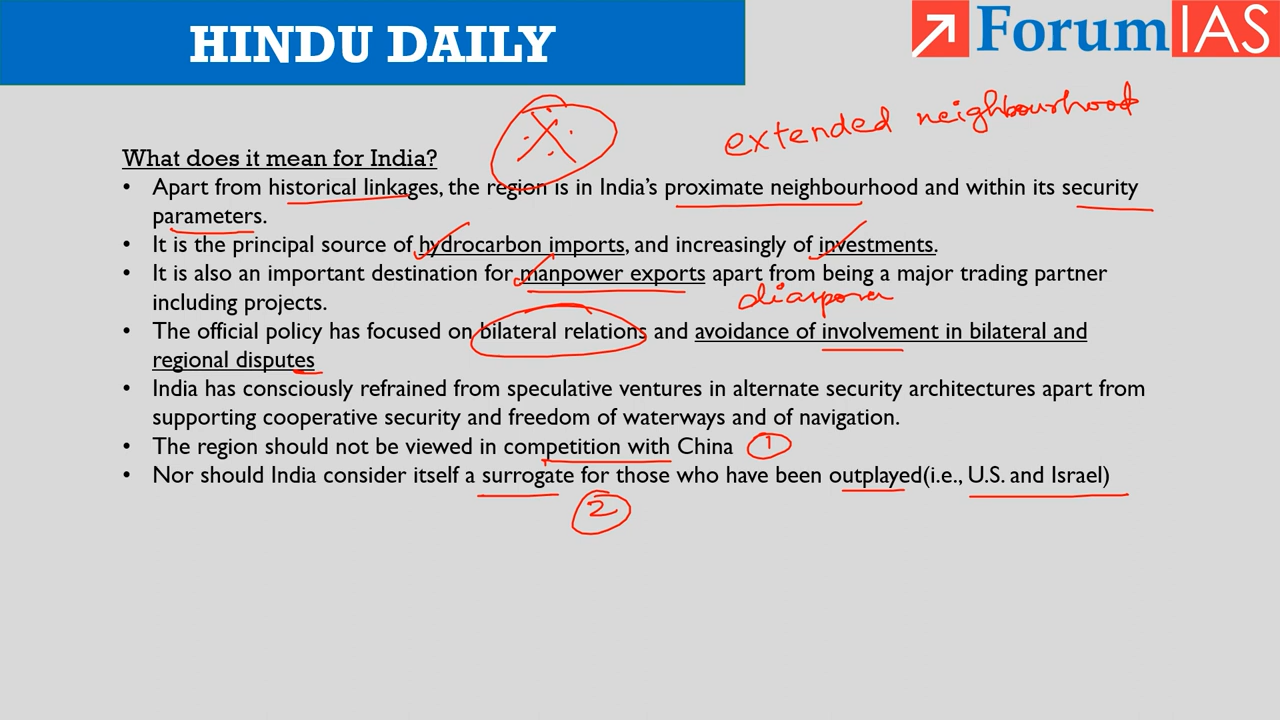 HINDU DAILY
ForumIAS
extended neighbourhood
What does it mean for India?
• Apart from historical linkages, the region is in India's proximate neighbourhood and within its security
parameters.
• It is the principal source of hydrocarbon imports, and increasingly of investments.
• It is also an important destination for manpower exports apart from being a major trading partner
including projects.
diaspora
• The official policy has focused on bilateral relations and avoidance of involvement in bilateral and
regional disputes
• India has consciously refrained from speculative ventures in alternate security architectures apart from
supporting cooperative security and freedom of waterways and of navigation.
• The region should not be viewed in competition with China 1
• Nor should India consider itself a surrogate for those who have been outplayed(i.e., U.S. and Israel)
2